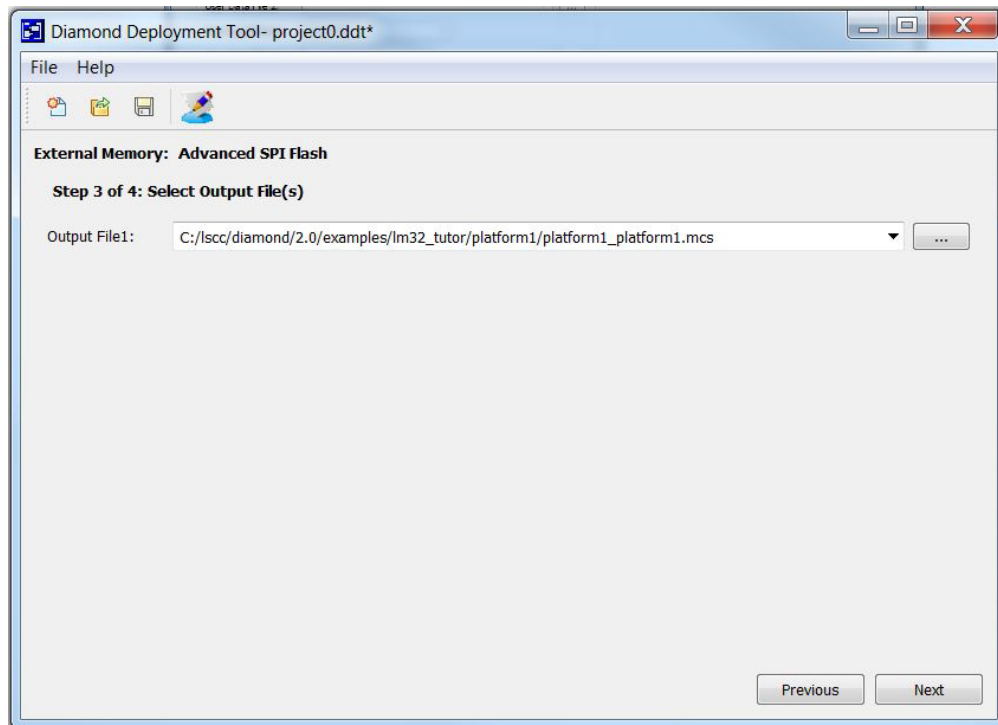 Diamond Deployment Tool- project0.ddt*
File Help
External Memory: Advanced SPI Flash
Step 3 of 4: Select Output File(s)
Output File1: C:/lscc/diamond/2.0/examples/lm32_tutor/platform1/platform1_platform1.mcs ...
Previous Next